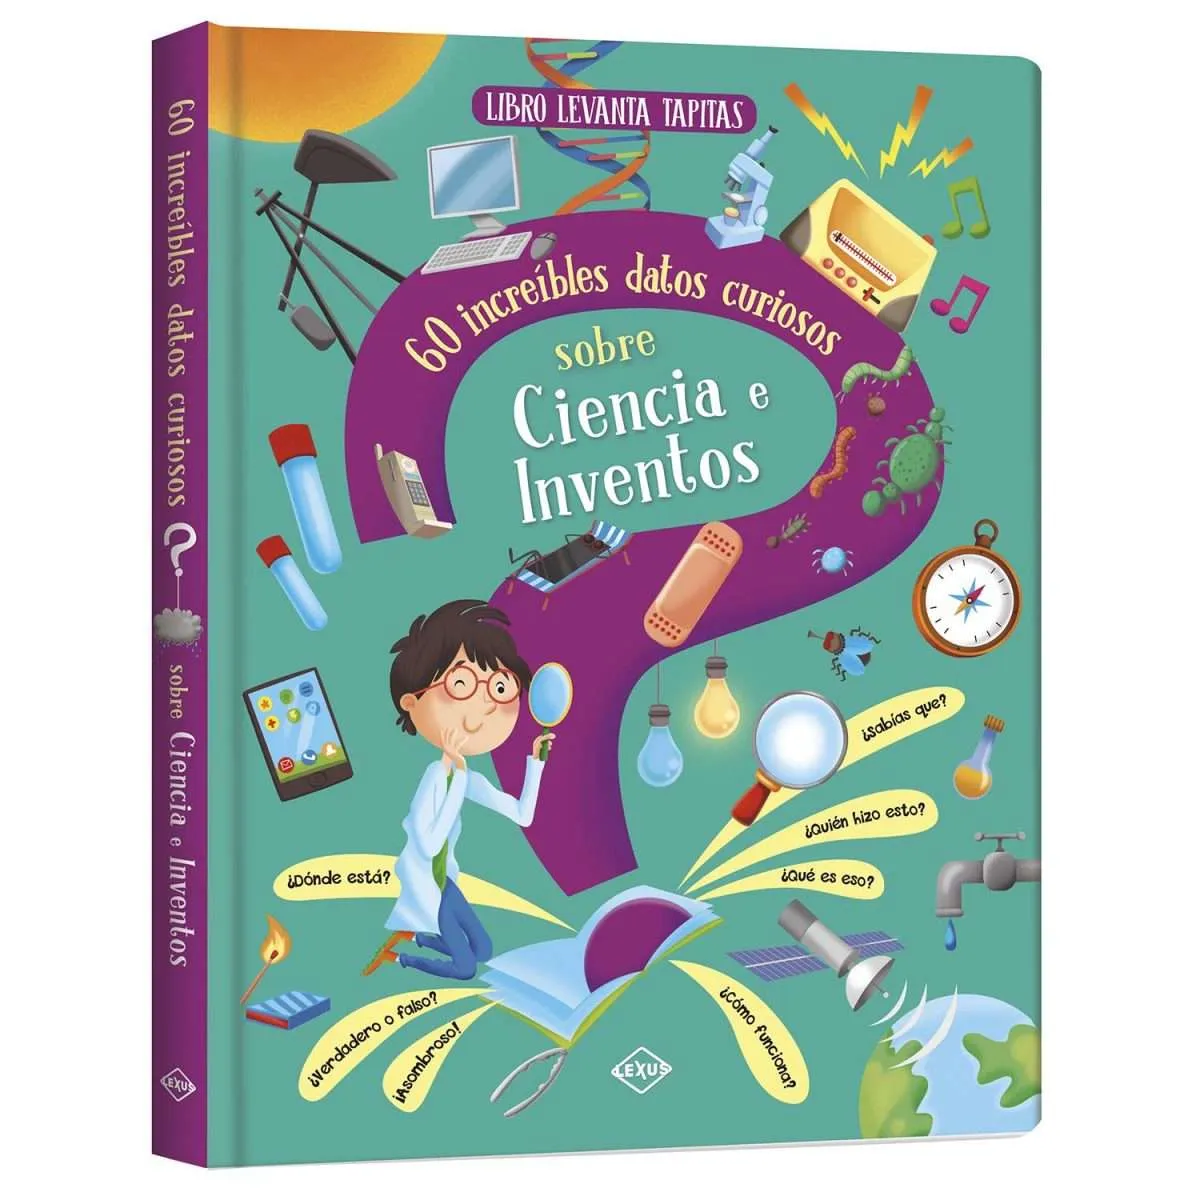 60 increíbles datos curiosos
sobre Ciencia e Inventos
LEXUS
LIBRO LEVANTA TAPITAS
60 increíbles datos curiosos
sobre
Ciencia e
Inventos
¿Sabías que?
¿Quién hizo esto?
¿Qué es eso?
¿Dónde está?
¿Verdadero o falso?
¡Asombroso!
¿Cómo funciona?
LEXUS